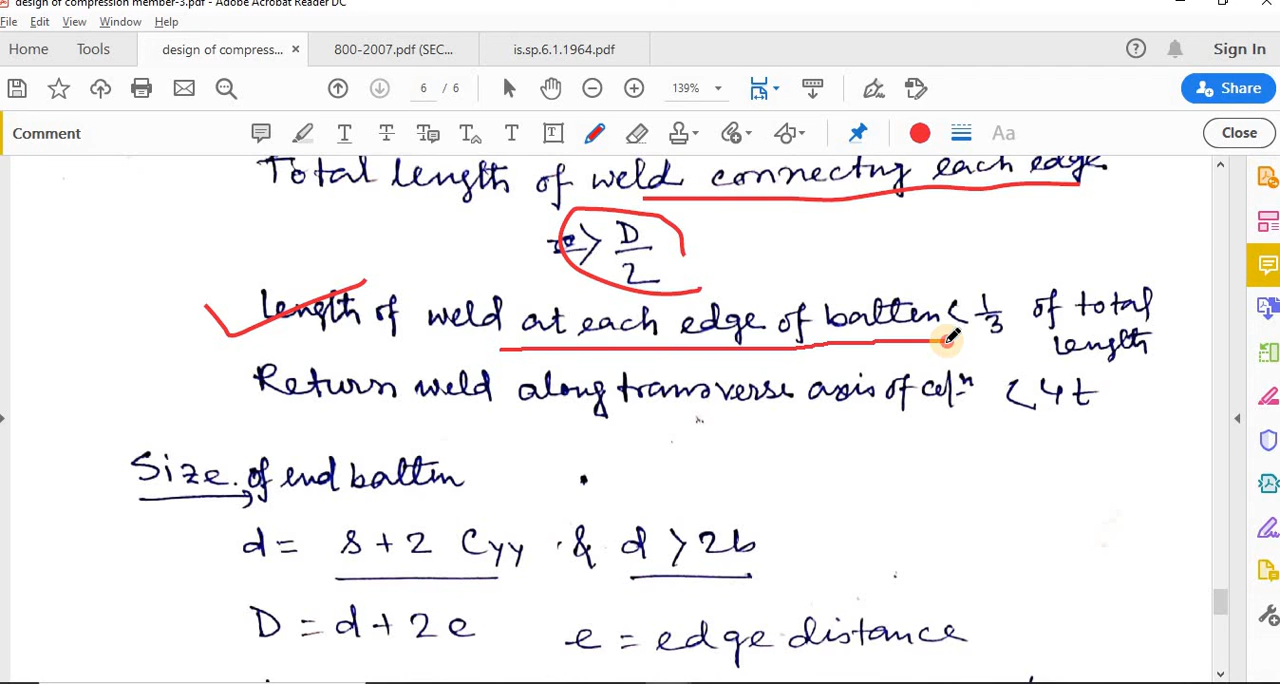 design of compression member-3.pdf - Adobe Acrobat Reader DC
File Edit View Window Help
Home Tools design of compress... × 800-2007.pdf (SEC... is.sp.6.1.1964.pdf ? Sign In
6 / 6 139% Share
Comment Aa Close
Total length of weld connecting each edge.
> D/2
Length of weld at each edge of batten < 1/3 of total
length
Return weld along transverse axis of colⁿ < 4t
Size of end batten
d = s + 2 Cyy & d > 2b
D = d + 2e e = edge distance